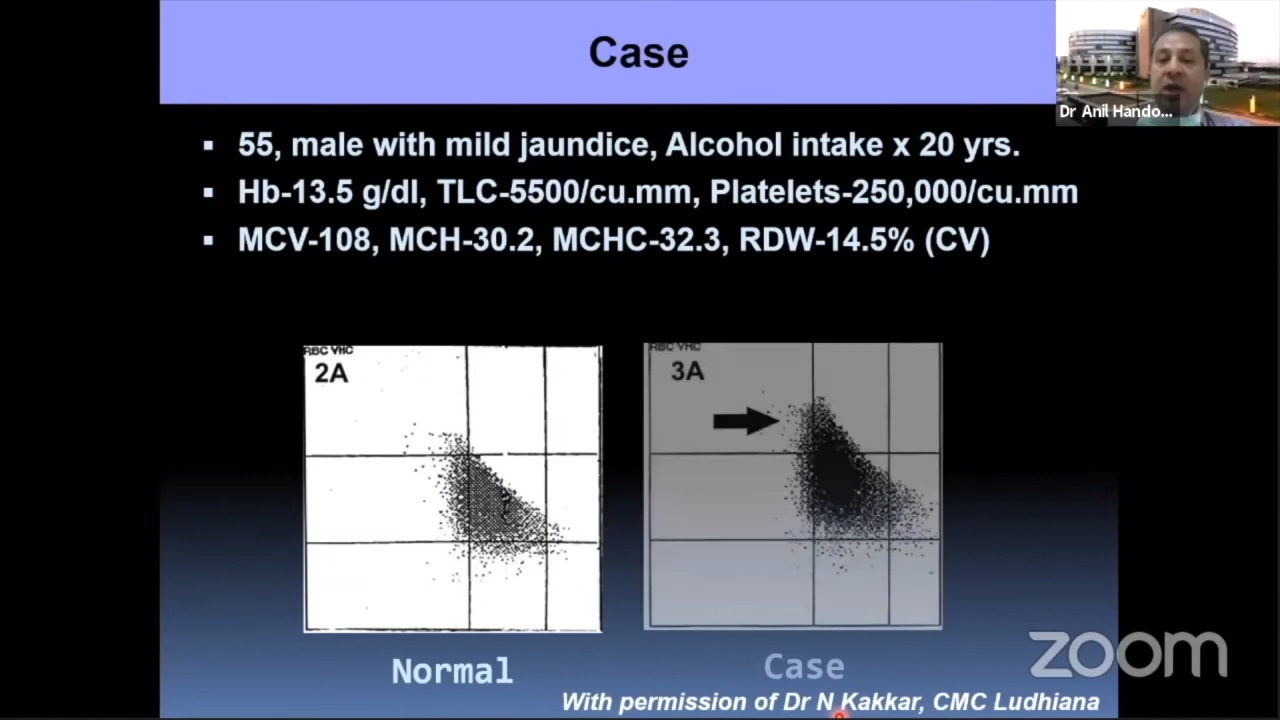 Case
Dr Anil Hando...
55, male with mild jaundice, Alcohol intake x 20 yrs.
Hb-13.5 g/dl, TLC-5500/cu.mm, Platelets-250,000/cu.mm
MCV-108, MCH-30.2, MCHC-32.3, RDW-14.5% (CV)
RBC VHC
2A
RBC VHC
3A
Normal
Case
zoom
With permission of Dr N Kakkar, CMC Ludhiana